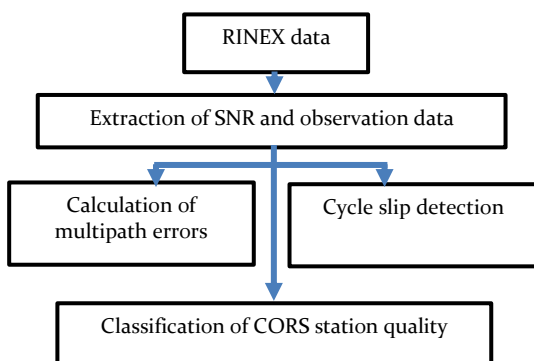 RINEX data
Extraction of SNR and observation data
Calculation of
multipath errors
Cycle slip detection
Classification of CORS station quality